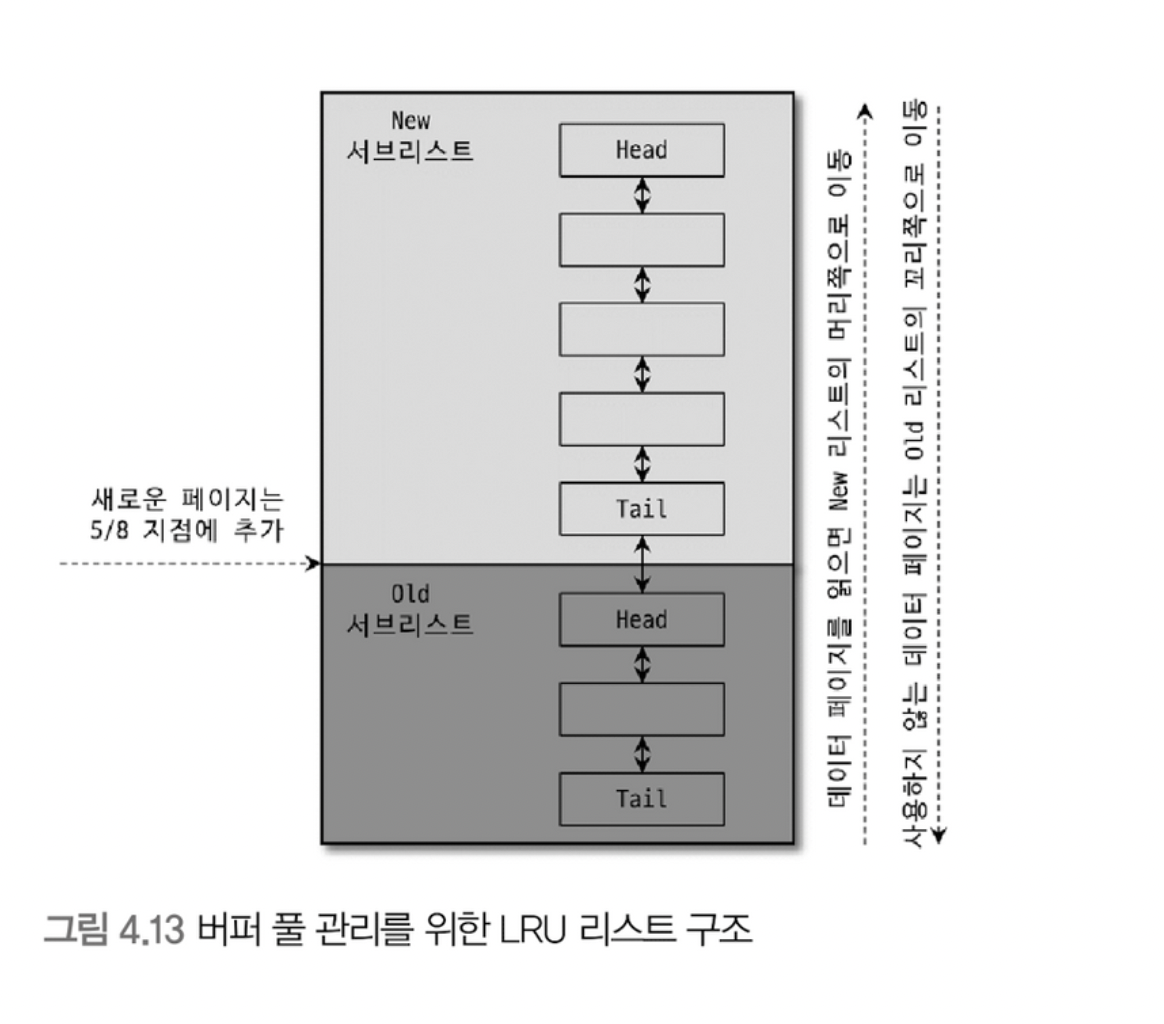 New
서브리스트
Head
Tail
새로운 페이지는
5/8 지점에 추가
Old
서브리스트
Head
Tail
데이터 페이지를 읽으면 New 리스트의 머리쪽으로 이동
사용하지 않는 데이터 페이지는 Old 리스트의 꼬리쪽으로 이동
그림 4.13 버퍼 풀 관리를 위한 LRU 리스트 구조